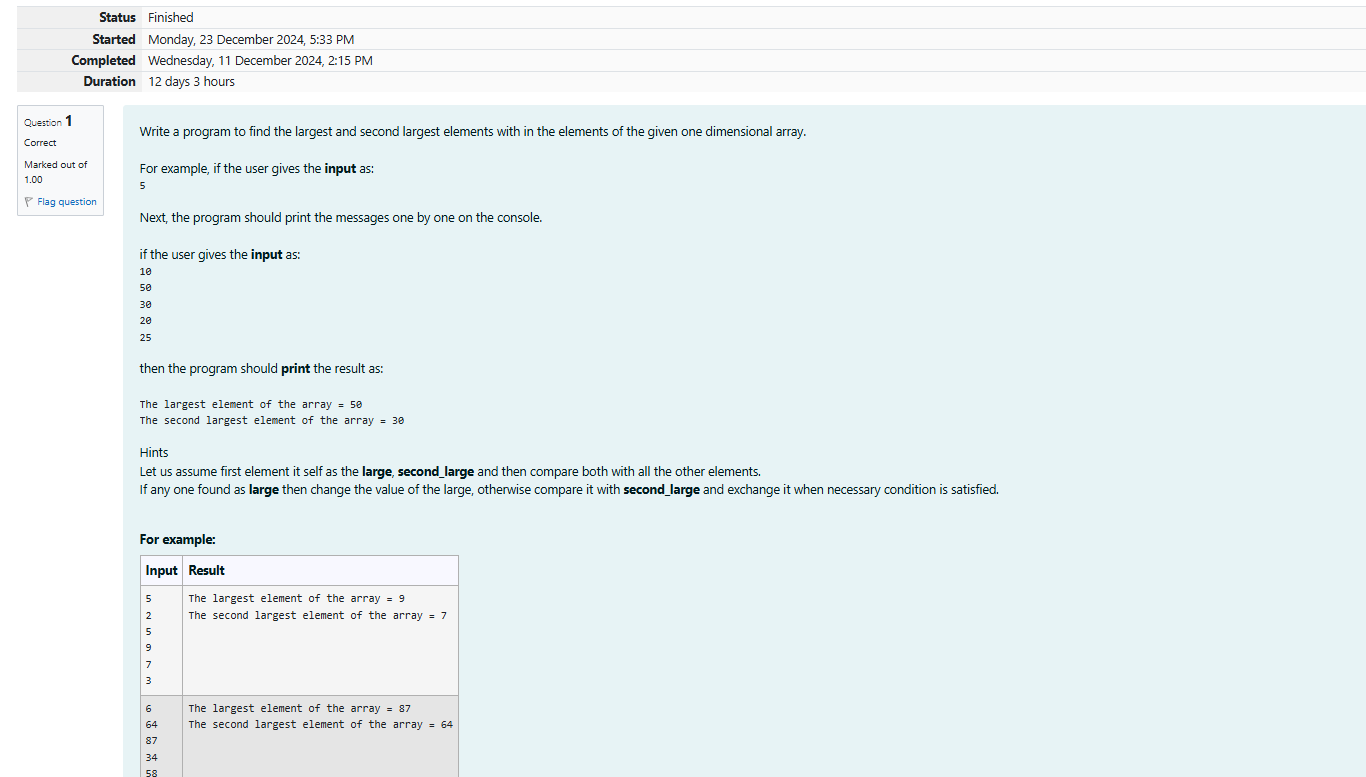 Status Finished
Started Monday, 23 December 2024, 5:33 PM
Completed Wednesday, 11 December 2024, 2:15 PM
Duration 12 days 3 hours
Question 1
Correct
Marked out of
1.00
Flag question
Write a program to find the largest and second largest elements with in the elements of the given one dimensional array.
For example, if the user gives the input as:
5
Next, the program should print the messages one by one on the console.
if the user gives the input as:
10
50
30
20
25
then the program should print the result as:
The largest element of the array = 50
The second largest element of the array = 30
Hints
Let us assume first element it self as the large, second_large and then compare both with all the other elements.
If any one found as large then change the value of the large, otherwise compare it with second_large and exchange it when necessary condition is satisfied.
For example:
Input Result
5 The largest element of the array = 9
2 The second largest element of the array = 7
5
9
7
3
6 The largest element of the array = 87
64 The second largest element of the array = 64
87
34
58